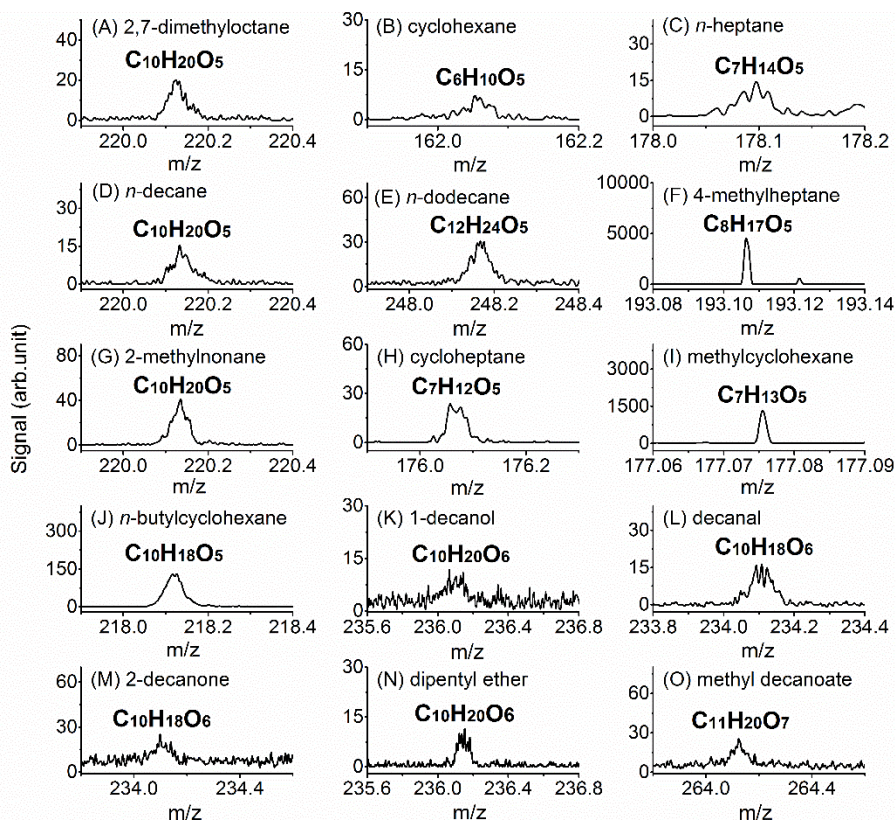 Signal (arb.unit)
(A) 2,7-dimethyloctane
C10H20O5
40
20
0
220.0 220.2 220.4
m/z
(B) cyclohexane
C6H10O5
30
15
0
162.0 162.2
m/z
(C) n-heptane
C7H14O5
30
15
0
178.0 178.1 178.2
m/z
(D) n-decane
C10H20O5
30
15
0
220.0 220.2 220.4
m/z
(E) n-dodecane
C12H24O5
60
30
0
248.0 248.2 248.4
m/z
(F) 4-methylheptane
C8H17O5
10000
5000
0
193.08 193.10 193.12 193.14
m/z
(G) 2-methylnonane
C10H20O5
80
40
0
220.0 220.2 220.4
m/z
(H) cycloheptane
C7H12O5
60
30
0
176.0 176.2
m/z
(I) methylcyclohexane
C7H13O5
3000
1500
0
177.06 177.07 177.08 177.09
m/z
(J) n-butylcyclohexane
C10H18O5
300
150
0
218.0 218.2 218.4
m/z
(K) 1-decanol
C10H20O6
30
15
0
235.6 236.0 236.4 236.8
m/z
(L) decanal
C10H18O6
30
15
0
233.8 234.0 234.2 234.4
m/z
(M) 2-decanone
C10H18O6
60
30
0
234.0 234.4
m/z
(N) dipentyl ether
C10H20O6
30
15
0
235.6 236.0 236.4 236.8
m/z
(O) methyl decanoate
C11H20O7
60
30
0
264.0 264.4
m/z